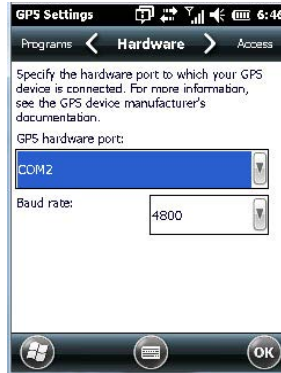 GPS Settings 6:46
Programs Hardware Access
Specify the hardware port to which your GPS
device is connected. For more information,
see the GPS device manufacturer's
documentation.
GPS hardware port:
COM2
Baud rate:
4800
OK